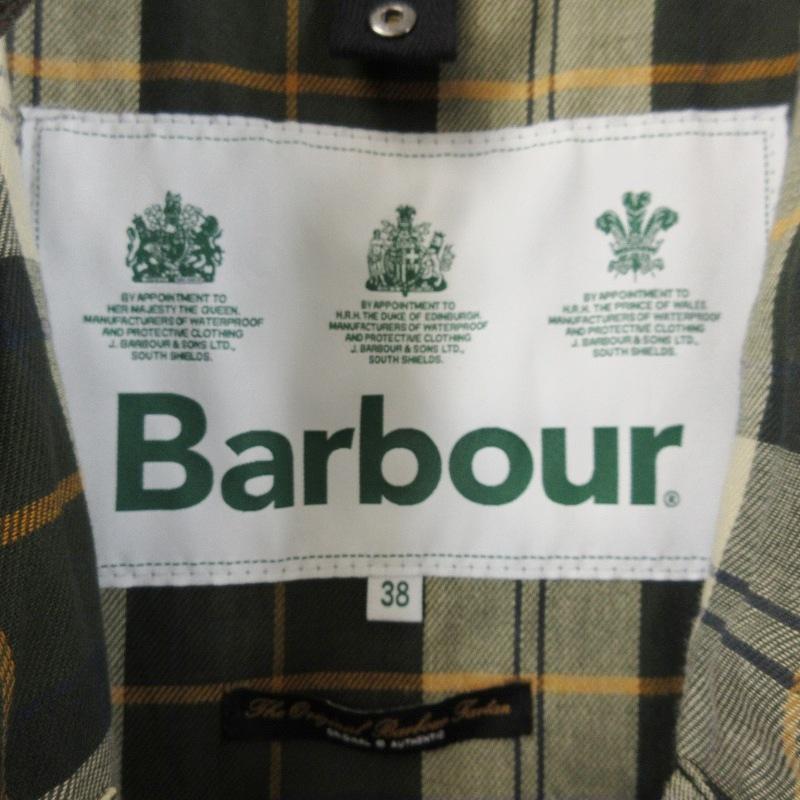 BY APPOINTMENT TO
HER MAJESTY THE QUEEN.
MANUFACTURERS OF WATERPROOF
AND PROTECTIVE CLOTHING
J. BARBOUR & SONS LTD.,
SOUTH SHIELDS.
BY APPOINTMENT TO
H.R.H. THE DUKE OF EDINBURGH.
MANUFACTURERS OF WATERPROOF
AND PROTECTIVE CLOTHING
J. BARBOUR & SONS LTD.,
SOUTH SHIELDS.
BY APPOINTMENT TO
H.R.H. THE PRINCE OF WALES.
MANUFACTURERS OF WATERPROOF
AND PROTECTIVE CLOTHING
J. BARBOUR & SONS LTD.,
SOUTH SHIELDS.
Barbour®
38
The Original Barbour Tartan
ORIGINAL & AUTHENTIC